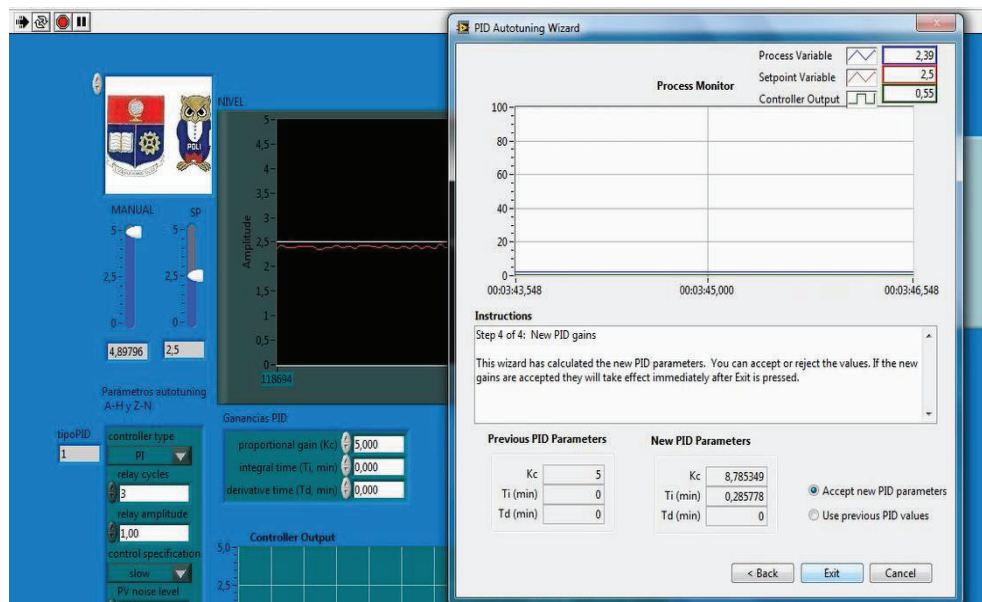 PID Autotuning Wizard
Process Variable
2,39
Setpoint Variable
2,5
Controller Output
0,55
Process Monitor
100
80
60
40
20
0
00:03:43,548
00:03:45,000
00:03:46,548
Instructions
Step 4 of 4: New PID gains
This wizard has calculated the new PID parameters. You can accept or reject the values. If the new
gains are accepted they will take effect immediately after Exit is pressed.
Previous PID Parameters
Kc 5
Ti (min) 0
Td (min) 0
New PID Parameters
Kc 8,785349
Ti (min) 0,285778
Td (min) 0
Accept new PID parameters
Use previous PID values
< Back
Exit
Cancel
POLI
NIVEL
Amplitude
5
4,5
4
3,5
3
2,5
2
1,5
1
0,5
0
118694
MANUAL
5
2,5
0
4,89796
SP
5
2,5
0
2,5
Parámetros autotuning
A-H y Z-N
tipoPID
1
controller type
PI
relay cycles
3
relay amplitude
1,00
control specification
slow
PV noise level
Ganancias PID
proportional gain (Kc) 5,000
integral time (Ti, min) 0,000
derivative time (Td, min) 0,000
Controller Output
5,0
2,5